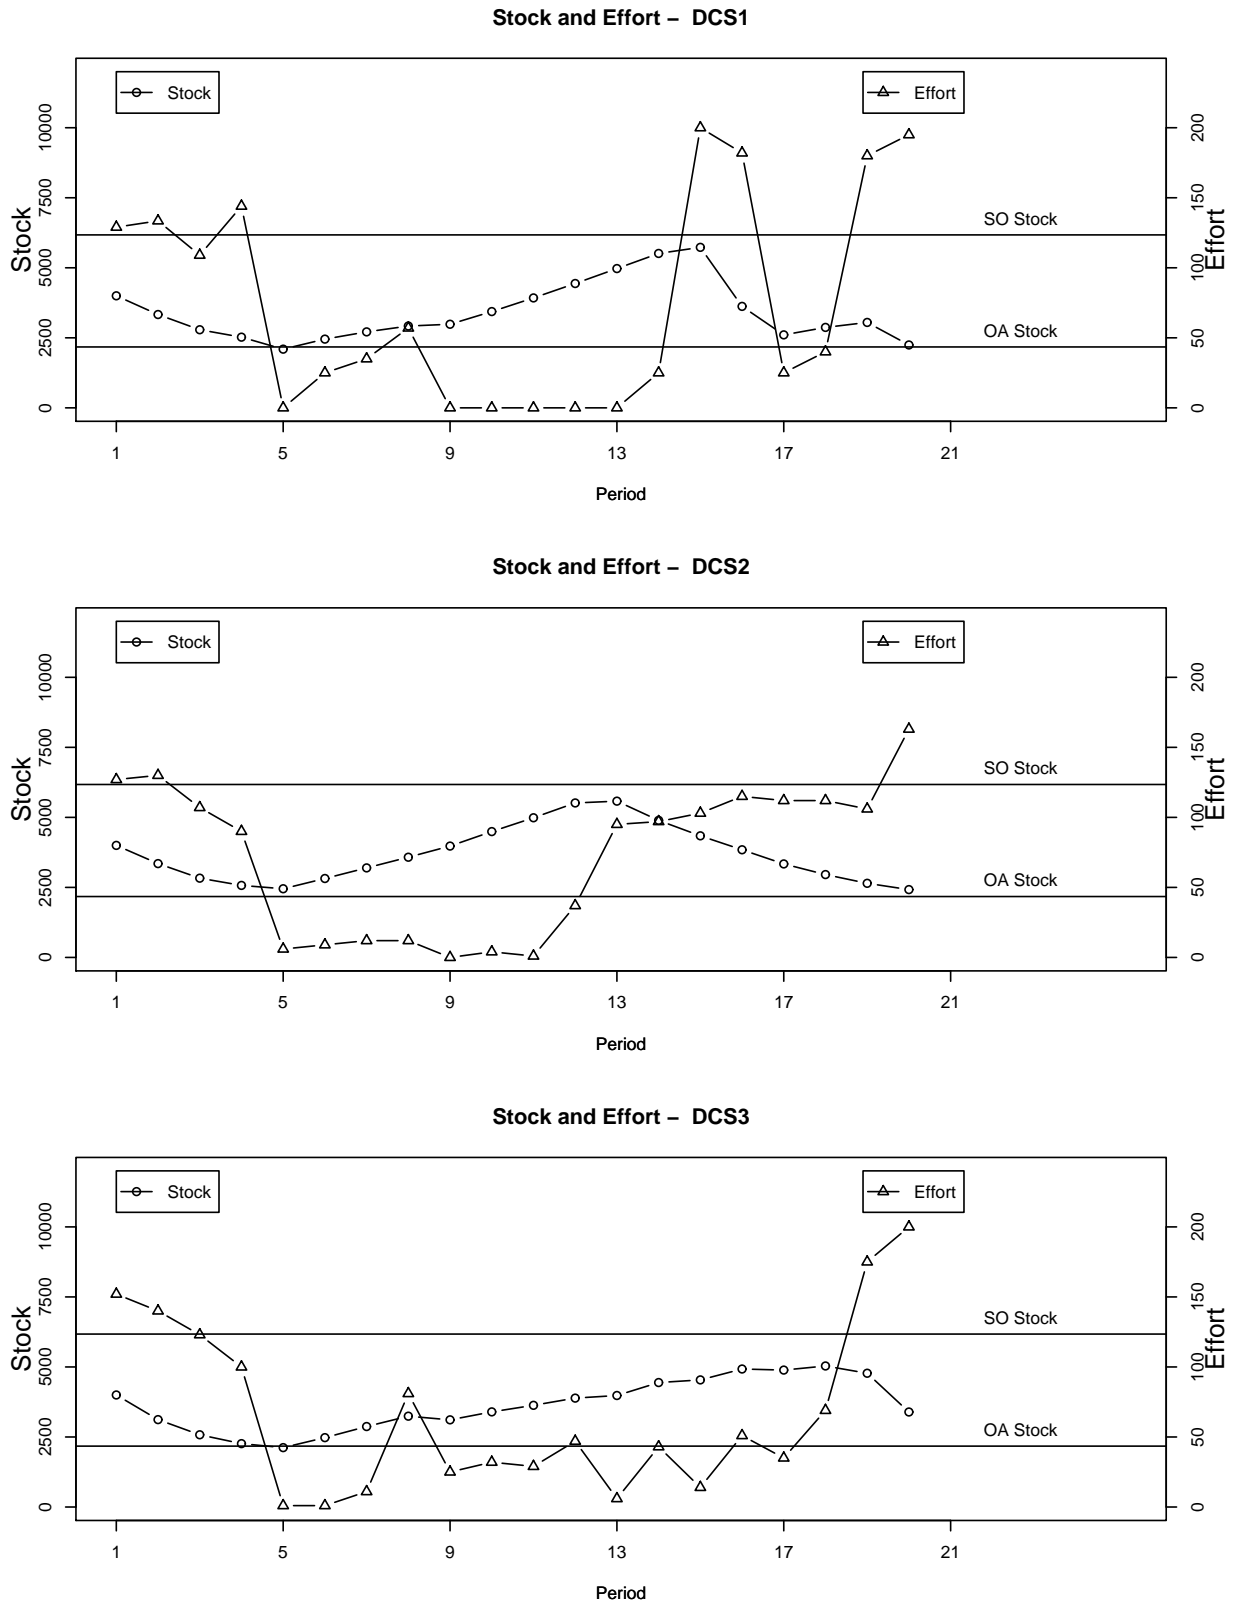 Stock and Effort – DCS1
Stock
Effort
10000
7500
5000
2500
0
Stock
200
150
100
50
0
Effort
SO Stock
OA Stock
1 5 9 13 17 21
Period
Stock and Effort – DCS2
Stock
Effort
10000
7500
5000
2500
0
Stock
200
150
100
50
0
Effort
SO Stock
OA Stock
1 5 9 13 17 21
Period
Stock and Effort – DCS3
Stock
Effort
10000
7500
5000
2500
0
Stock
200
150
100
50
0
Effort
SO Stock
OA Stock
1 5 9 13 17 21
Period